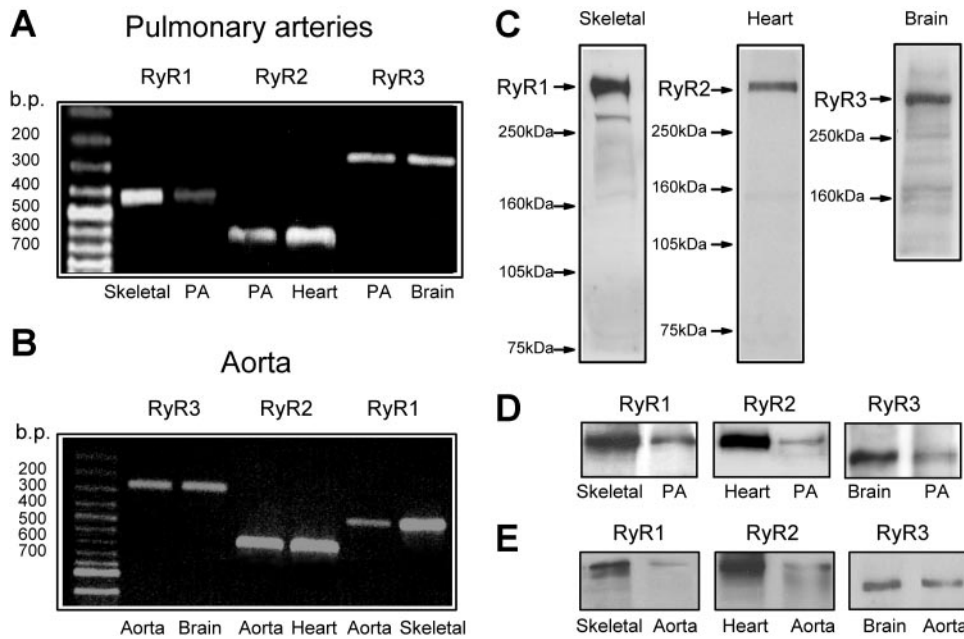 A
Pulmonary arteries
RyR1 RyR2 RyR3
b.p.
200
300
400
500
600
700
Skeletal PA PA Heart PA Brain
B
Aorta
RyR3 RyR2 RyR1
b.p.
200
300
400
500
600
700
Aorta Brain Aorta Heart Aorta Skeletal
C
Skeletal Heart Brain
RyR1
250kDa
160kDa
105kDa
75kDa
RyR2
250kDa
160kDa
105kDa
75kDa
RyR3
250kDa
160kDa
D
RyR1 RyR2 RyR3
Skeletal PA Heart PA Brain PA
E
RyR1 RyR2 RyR3
Skeletal Aorta Heart Aorta Brain Aorta